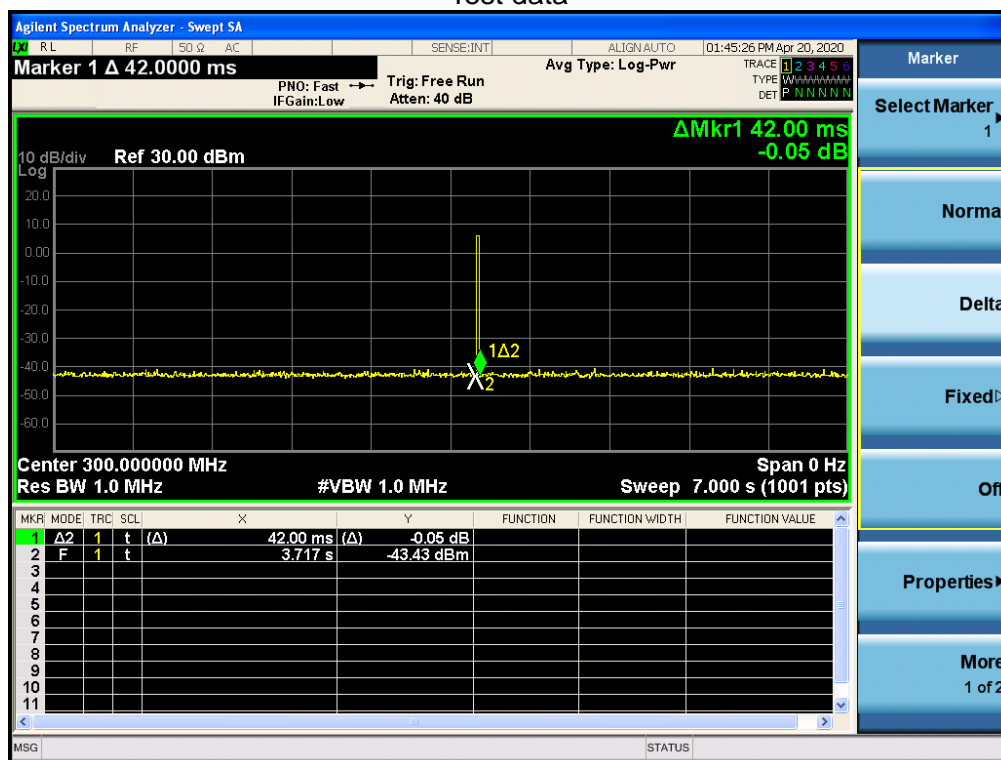 Test data
Agilent Spectrum Analyzer - Swept SA
LXI RL RF 50 Ω AC SENSE:INT ALIGN AUTO 01:45:26 PM Apr 20, 2020
Marker 1 Δ 42.0000 ms
PNO: Fast
IFGain:Low
Trig: Free Run
Atten: 40 dB
Avg Type: Log-Pwr
TRACE 1 2 3 4 5 6
TYPE
DET P N N N N N
ΔMkr1 42.00 ms
-0.05 dB
10 dB/div Ref 30.00 dBm
Log
20.0
10.0
0.00
-10.0
-20.0
-30.0
-40.0
-50.0
-60.0
1Δ2
2
Center 300.000000 MHz Span 0 Hz
Res BW 1.0 MHz #VBW 1.0 MHz Sweep 7.000 s (1001 pts)
MKR MODE TRC SCL X Y FUNCTION FUNCTION WIDTH FUNCTION VALUE
1 Δ2 1 t (Δ) 42.00 ms (Δ) -0.05 dB
2 F 1 t 3.717 s -43.43 dBm
3
4
5
6
7
8
9
10
11
MSG STATUS
Marker
Select Marker
1
Norma
Delta
Fixed
Off
Properties
More
1 of 2